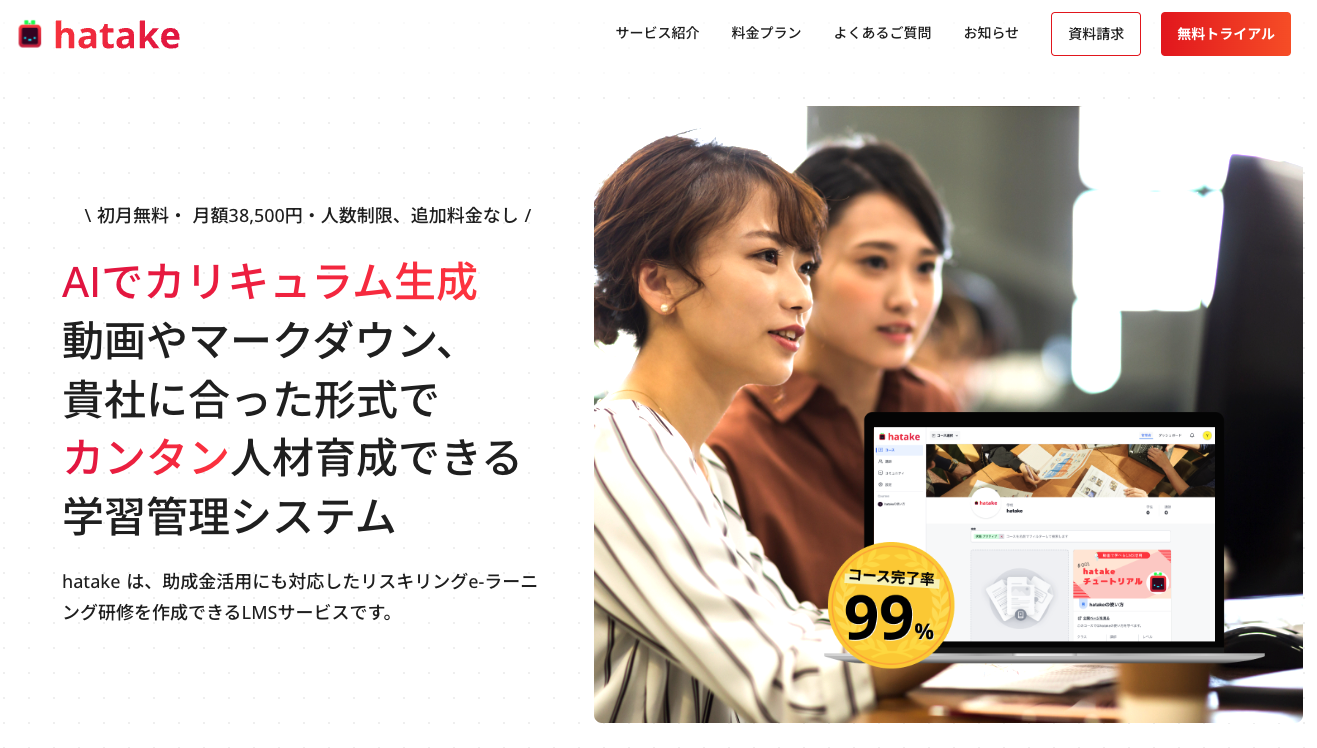 hatake
サービス紹介
料金プラン
よくあるご質問
お知らせ
資料請求
無料トライアル
\ 初月無料・ 月額38,500円・人数制限、追加料金なし /
AIでカリキュラム生成
動画やマークダウン、
貴社に合った形式で
カンタン人材育成できる
学習管理システム
hatake は、助成金活用にも対応したリスキリングe-ラーニ
ング研修を作成できるLMSサービスです。
hatake
hatake
hatake
hatake
チュートリアル
hatakeの使い方
コース完了率
99%